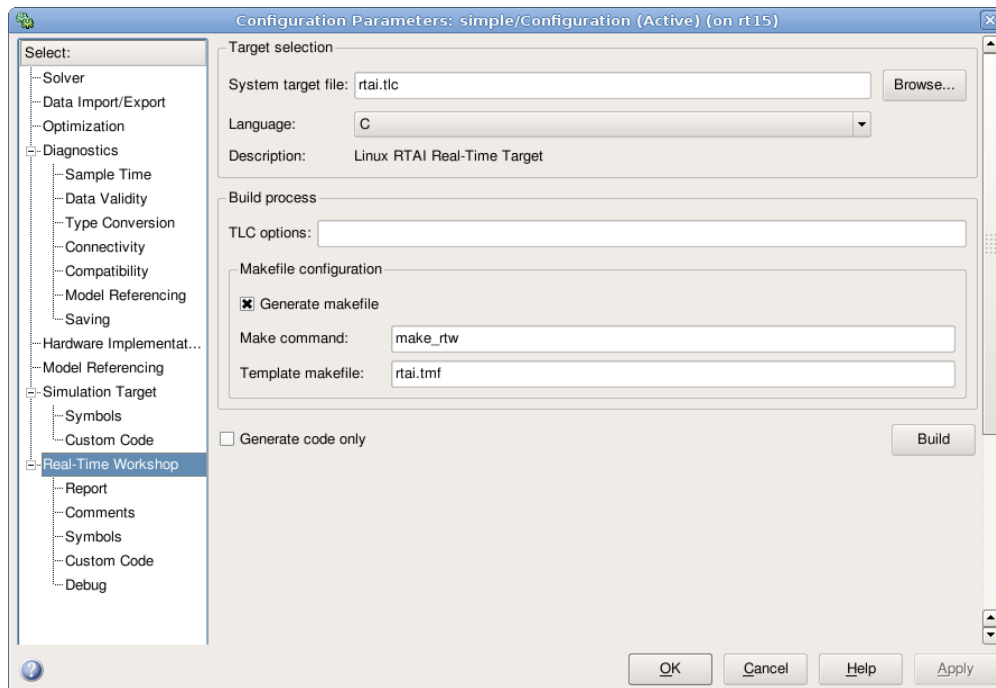 Configuration Parameters: simple/Configuration (Active) (on rt15)
Select:
Solver
Data Import/Export
Optimization
Diagnostics
Sample Time
Data Validity
Type Conversion
Connectivity
Compatibility
Model Referencing
Saving
Hardware Implementat...
Model Referencing
Simulation Target
Symbols
Custom Code
Real-Time Workshop
Report
Comments
Symbols
Custom Code
Debug
Target selection
System target file: rtai.tlc Browse...
Language: C
Description: Linux RTAI Real-Time Target
Build process
TLC options:
Makefile configuration
Generate makefile
Make command: make_rtw
Template makefile: rtai.tmf
Generate code only Build
OK Cancel Help Apply